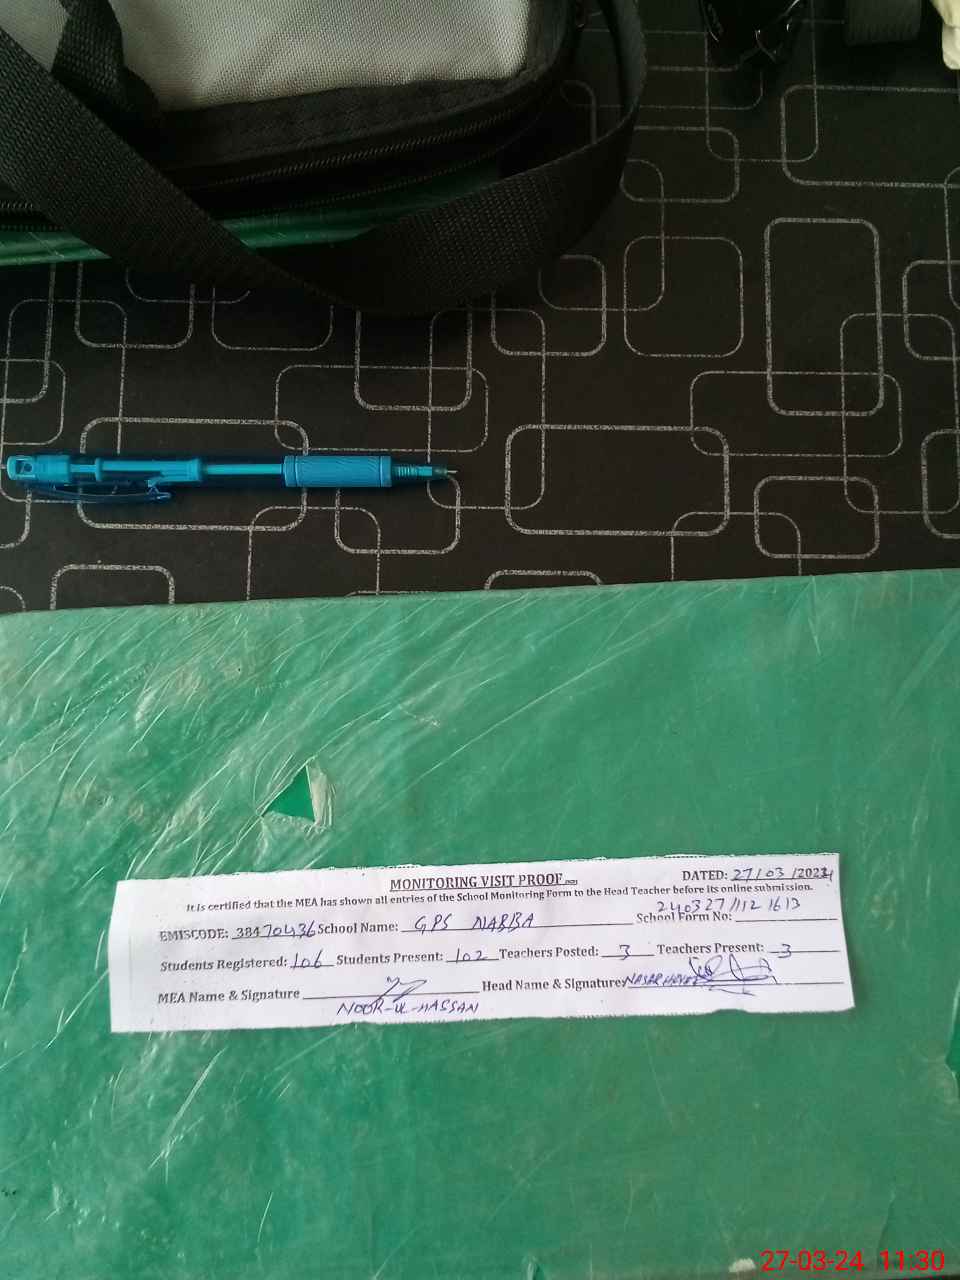 MONITORING VISIT PROOF
DATED: 27/03/2024
It is certified that the MEA has shown all entries of the School Monitoring Form to the Head Teacher before its online submission.
EMISCODE: 38470436 School Name: GPS NABBA School Form No: 24032711121613
Students Registered: 106 Students Present: 102 Teachers Posted: 3 Teachers Present: 3
MEA Name & Signature Head Name & Signature: NASAR
NOOR-UL-HASSAN
27-03-24 11:30